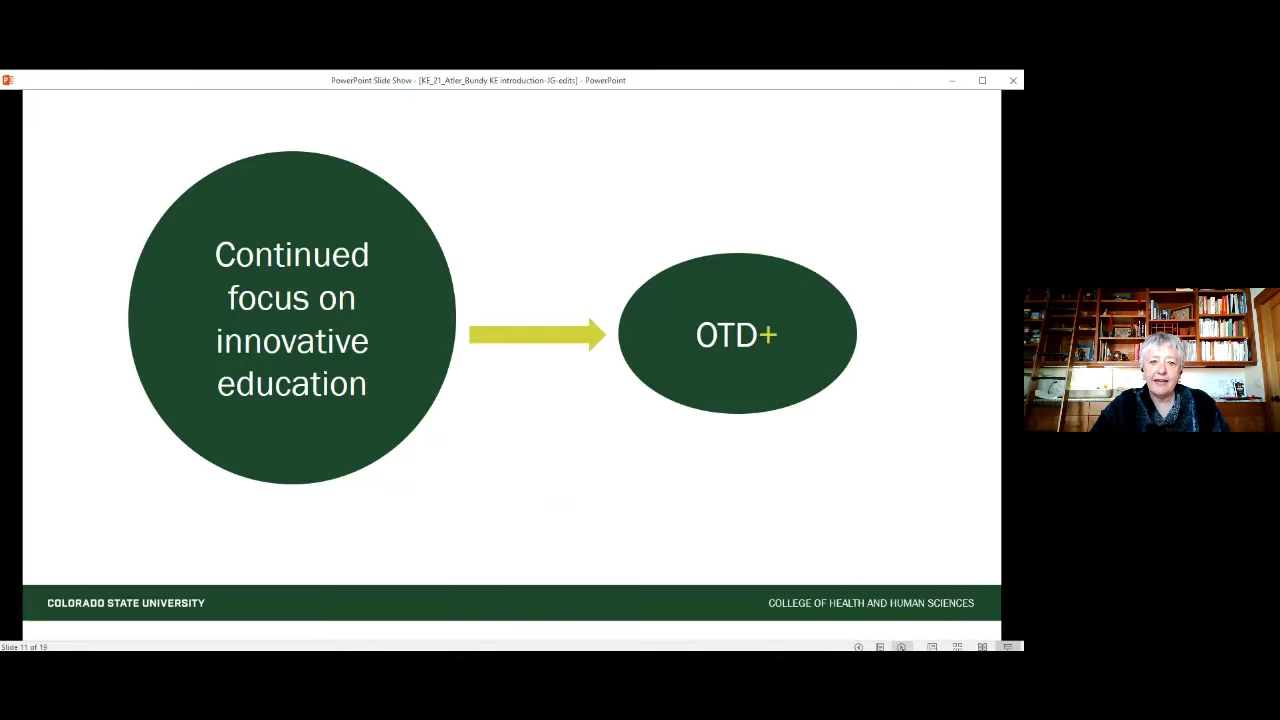 PowerPoint Slide Show - [KE_21_Atler_Bundy KE introduction-JG-edits] - PowerPoint
Continued
focus on
innovative
education
OTD+
COLORADO STATE UNIVERSITY
COLLEGE OF HEALTH AND HUMAN SCIENCES
Slide 11 of 19